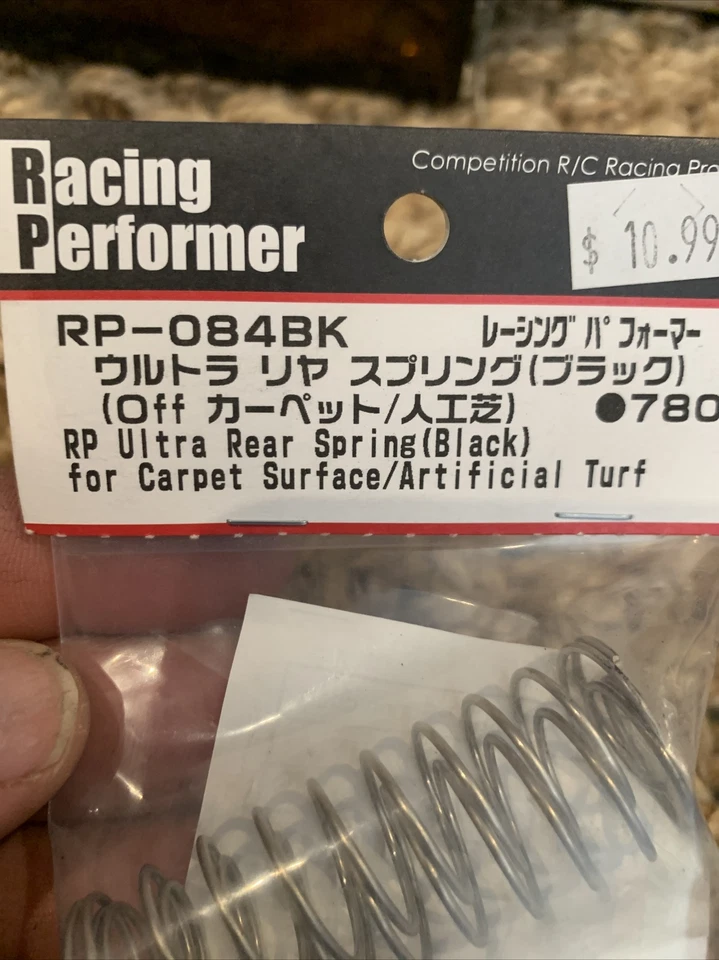 Racing
Performer
Competition R/C Racing
$ 10.99
RP-084BK レーシングパフォーマー
ウルトラ リヤ スプリング(ブラック)
(Off カーペット/人工芝) ●780
RP Ultra Rear Spring(Black)
for Carpet Surface/Artificial Turf